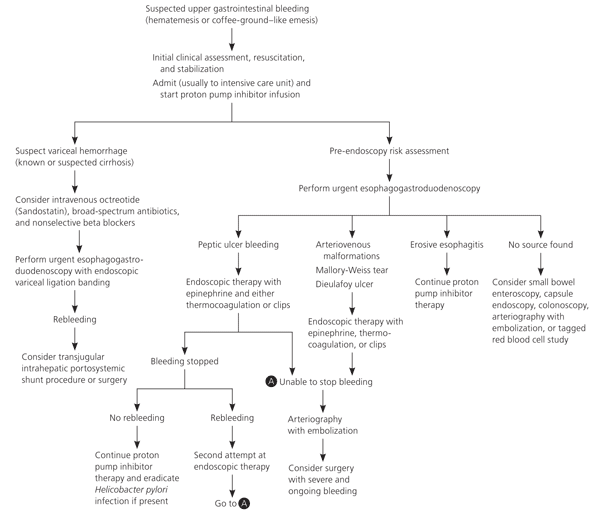 Suspected upper gastrointestinal bleeding
(hematemesis or coffee-ground–like emesis)
Initial clinical assessment, resuscitation,
and stabilization
Admit (usually to intensive care unit) and
start proton pump inhibitor infusion
Suspect variceal hemorrhage
(known or suspected cirrhosis)
Consider intravenous octreotide
(Sandostatin), broad-spectrum antibiotics,
and nonselective beta blockers
Perform urgent esophagogastro-
duodenoscopy with endoscopic
variceal ligation banding
Rebleeding
Consider transjugular
intrahepatic portosystemic
shunt procedure or surgery
Pre-endoscopy risk assessment
Perform urgent esophagogastroduodenoscopy
Peptic ulcer bleeding
Endoscopic therapy with
epinephrine and either
thermocoagulation or clips
Bleeding stopped
No rebleeding
Continue proton
pump inhibitor
therapy and eradicate
Helicobacter pylori
infection if present
Rebleeding
Second attempt at
endoscopic therapy
Go to A
Arteriovenous
malformations
Mallory-Weiss tear
Dieulafoy ulcer
Endoscopic therapy with
epinephrine, thermo-
coagulation, or clips
A Unable to stop bleeding
Arteriography
with embolization
Consider surgery
with severe and
ongoing bleeding
Erosive esophagitis
Continue proton
pump inhibitor
therapy
No source found
Consider small bowel
enteroscopy, capsule
endoscopy, colonoscopy,
arteriography with
embolization, or tagged
red blood cell study